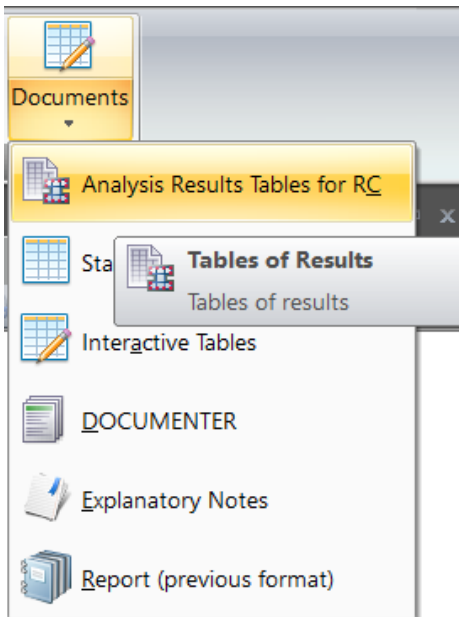 Documents
Analysis Results Tables for RC
x
Sta
Tables of Results
Tables of results
Interactive Tables
DOCUMENTER
Explanatory Notes
Report (previous format)